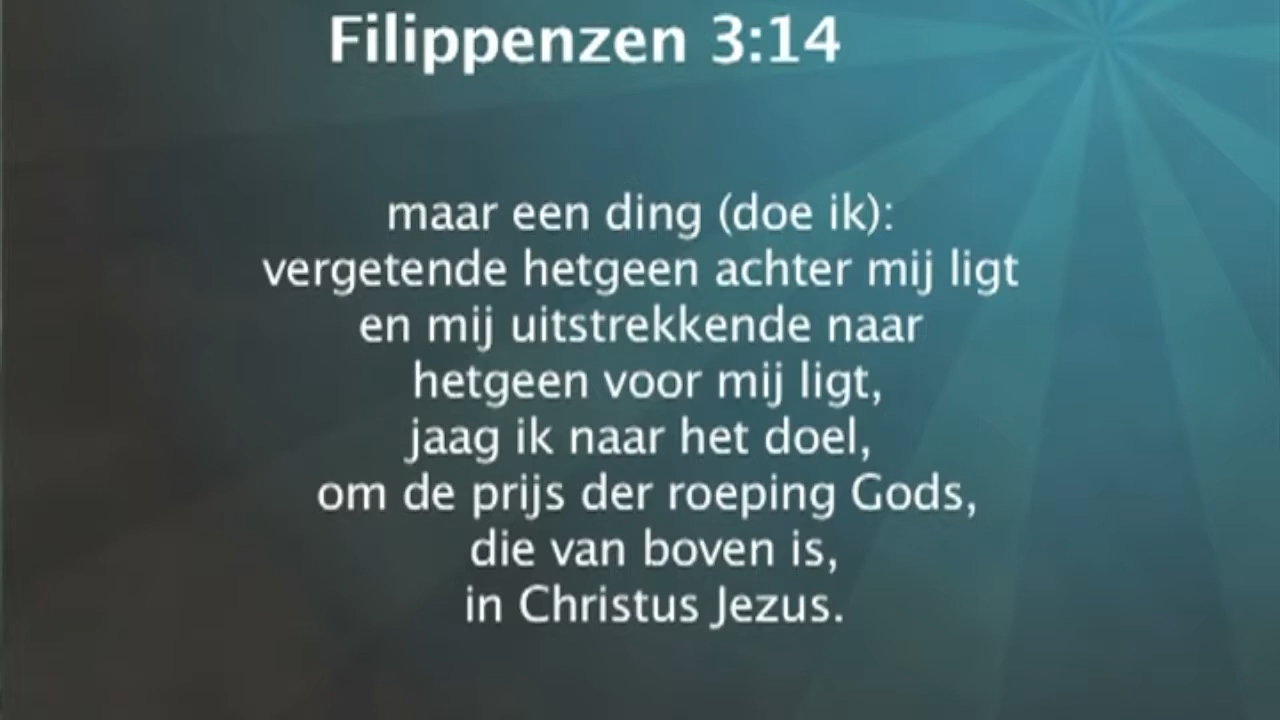 Filippenzen 3:14
maar een ding (doe ik):
vergetende hetgeen achter mij ligt
en mij uitstrekkende naar
hetgeen voor mij ligt,
jaag ik naar het doel,
om de prijs der roeping Gods,
die van boven is,
in Christus Jezus.